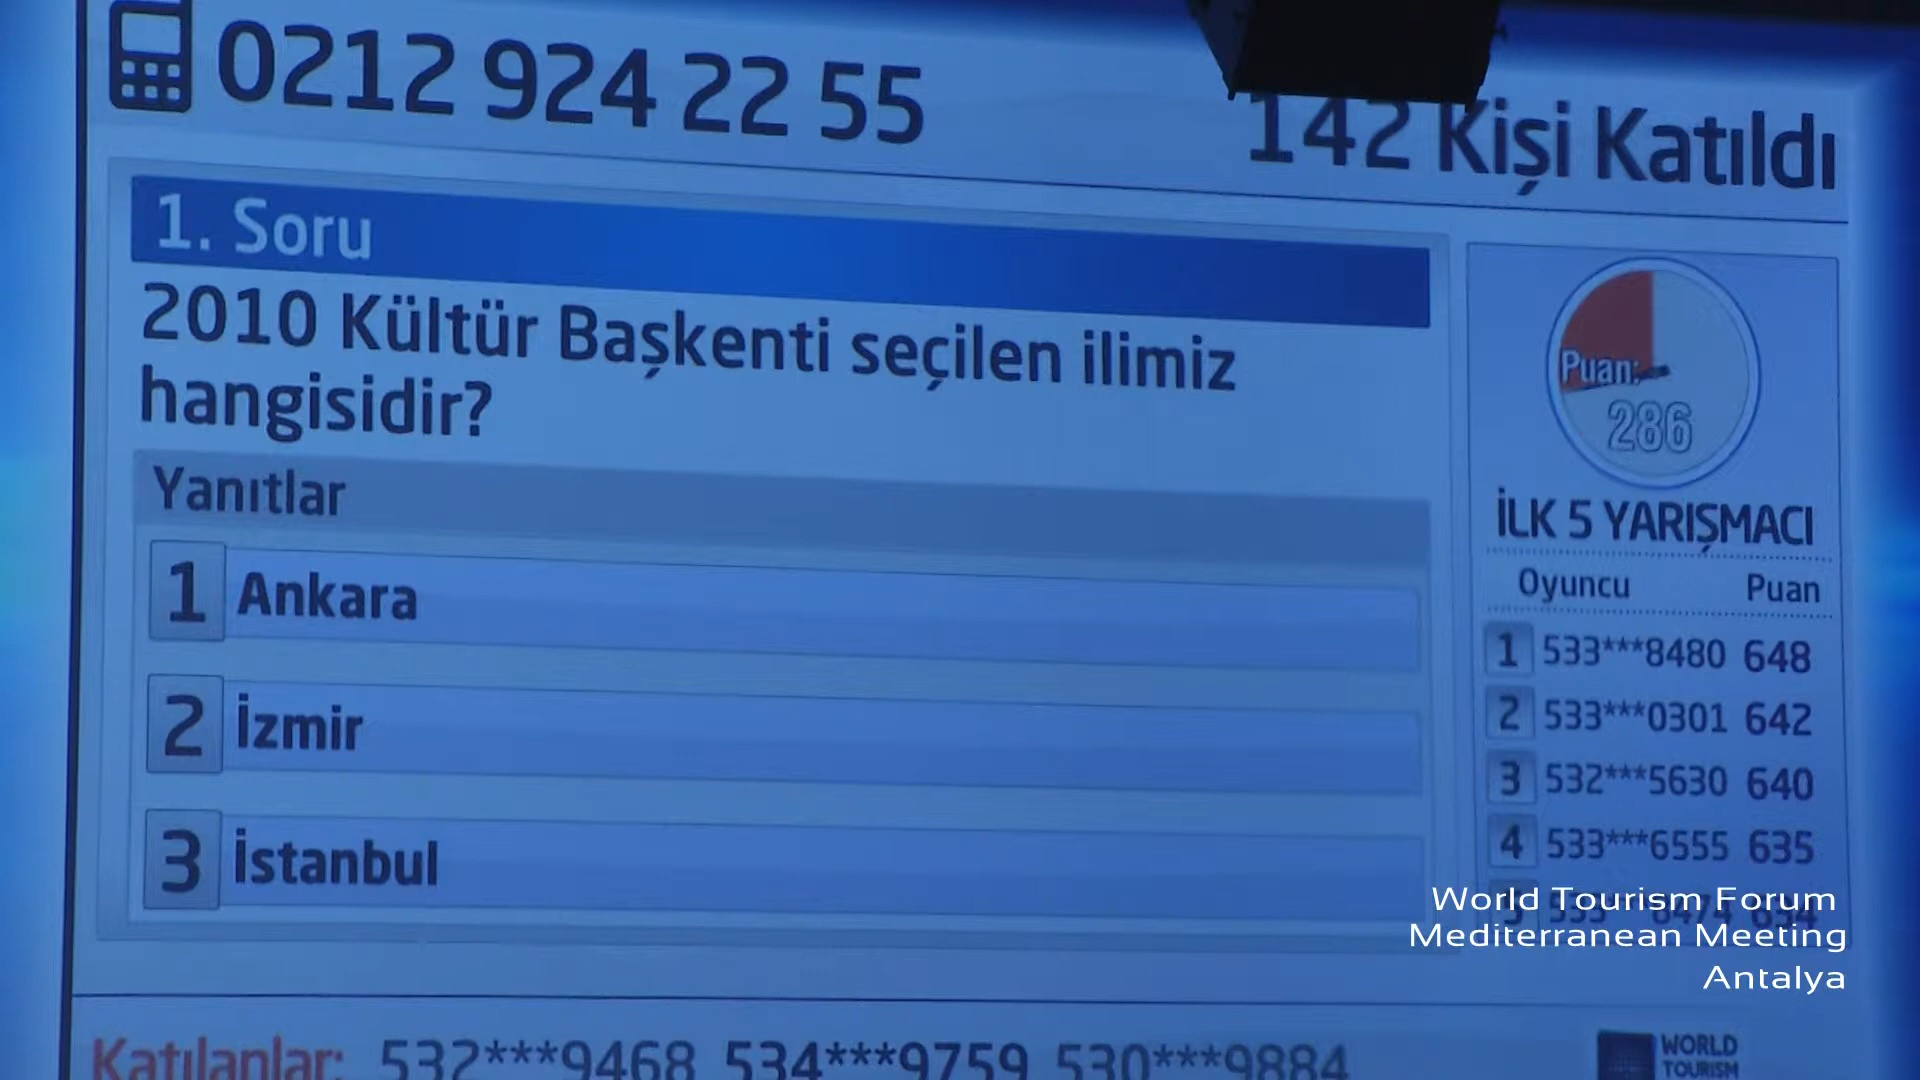 0212 924 22 55
142 Kişi Katıldı
1. Soru
2010 Kültür Başkenti seçilen ilimiz
hangisidir?
Yanıtlar
1 Ankara
2 İzmir
3 İstanbul
Puan:
286
İLK 5 YARIŞMACI
Oyuncu Puan
1 533***8480 648
2 533***0301 642
3 532***5630 640
4 533***6555 635
World Tourism Forum
Mediterranean Meeting
Antalya
Katılanlar: 532***9468 534***9759 530***9884
WORLD
TOURISM